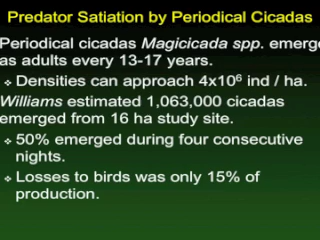 Predator Satiation by Periodical Cicadas
Periodical cicadas Magicicada spp. emerge
as adults every 13-17 years.
❖ Densities can approach 4x10⁶ ind / ha.
Williams estimated 1,063,000 cicadas
emerged from 16 ha study site.
❖ 50% emerged during four consecutive
nights.
❖ Losses to birds was only 15% of
production.